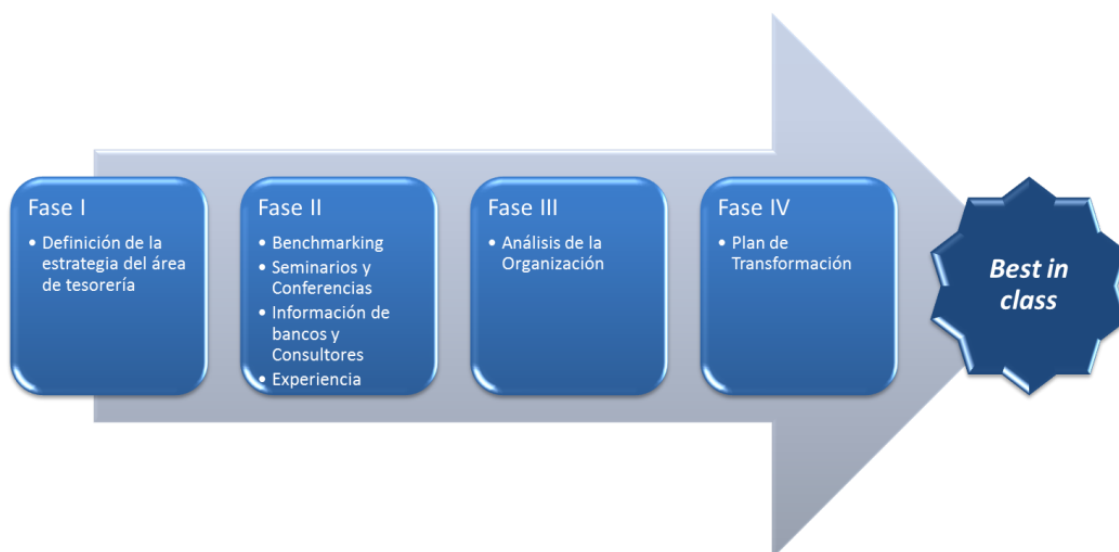 Fase I
• Definición de la
estrategia del área
de tesorería
Fase II
• Benchmarking
• Seminarios y
Conferencias
• Información de
bancos y
Consultores
• Experiencia
Fase III
• Análisis de la
Organización
Fase IV
• Plan de
Transformación
Best in
class